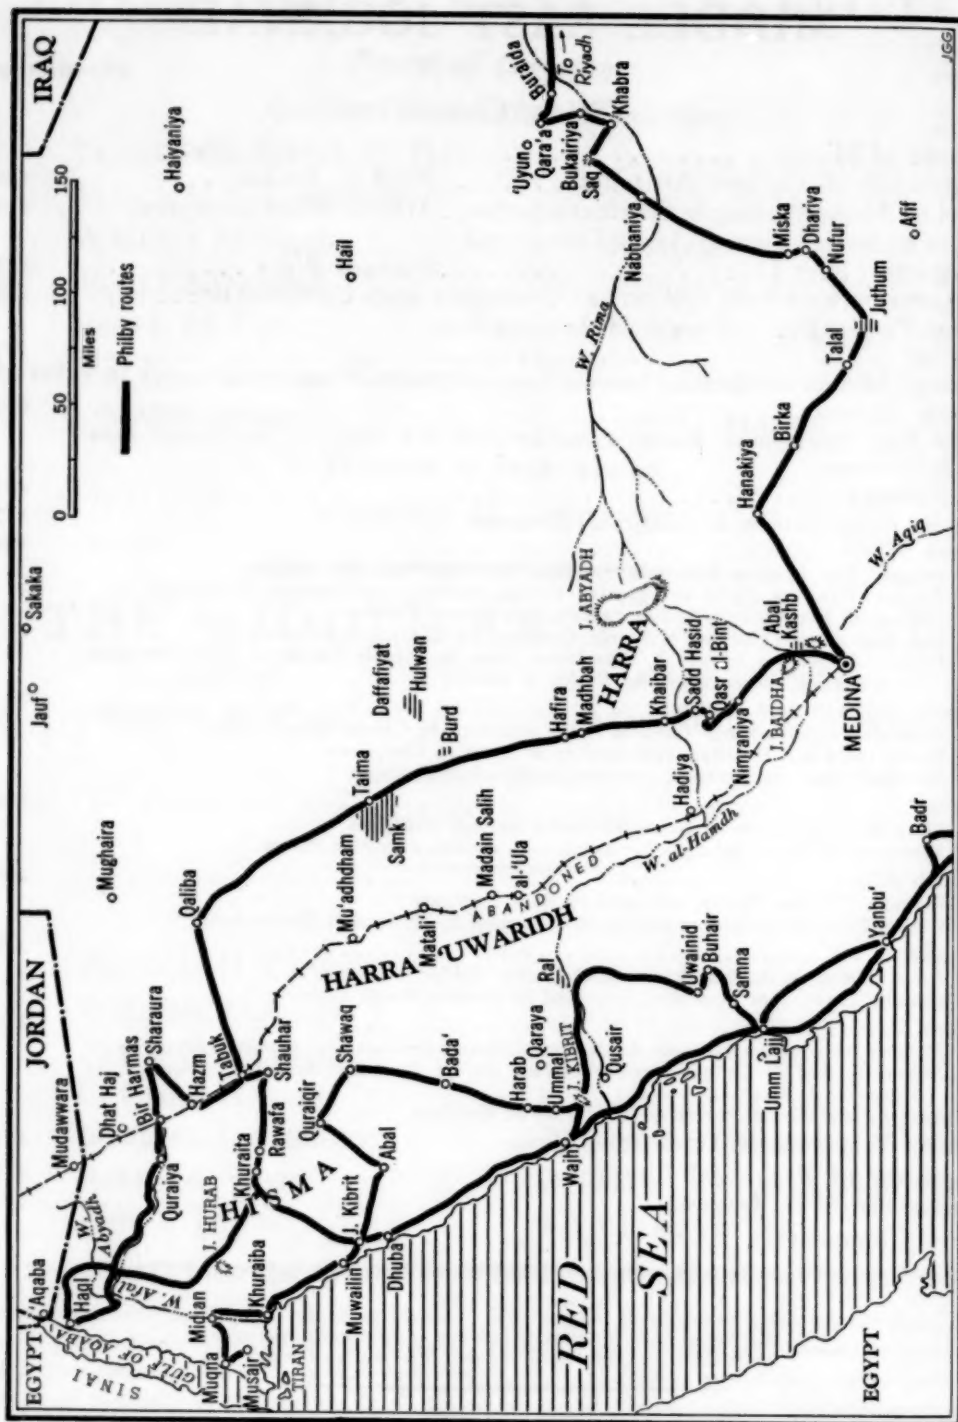 EGYPT
'Aqaba
JORDAN
IRAQ
SINAI
GULF OF AQABA
Haql
W. Abyadh
Mudawwara
Dhat Haj
Bir Harmas
Sharaura
Mughaira
Jauf
Sakaka
0 50 100 150
Miles
Philby routes
Haiyaniya
Quraiya
Hazm
Tabuk
Qaliba
W. Afal
J. HURAB
Midian
Muqna
Musair
TIRAN
Khuraiba
Khuraita
Rawafa
Shauhar
HISMA
Quraiqir
Shawaq
Mu'adhdham
Taima
Samk
Daffafiyat
Hulwan
Burd
Haïl
Muwailih
J. Kibrit
Dhuba
Abal
Bada'
HARRA 'UWARIDH
Matali'
Madain Salih
al-'Ula
ABANDONED
Harab
Qaraya
Ummal
J. KIBRIT
Wajh
Qusair
Ral
Hafira
Madhbah
HARRA
J. ABYADH
W. Rima
'Uyun
Buraida
To Riyadh
Qara'a
Bukairiya
Saq
Khabra
Nabhaniya
Khaibar
Sadd Hasid
Qasr el-Bint
Hadiya
Nimraniya
J. BAIDHA
Abal Kashb
W. al-Hamdh
Uwainid
Buhair
Samna
Umm Lajj
RED SEA
Yanbu'
Badr
MEDINA
W. Aqiq
Hanakiya
Birka
Talal
Juthum
Nufur
Dhariya
Miska
Afif
EGYPT
JGG